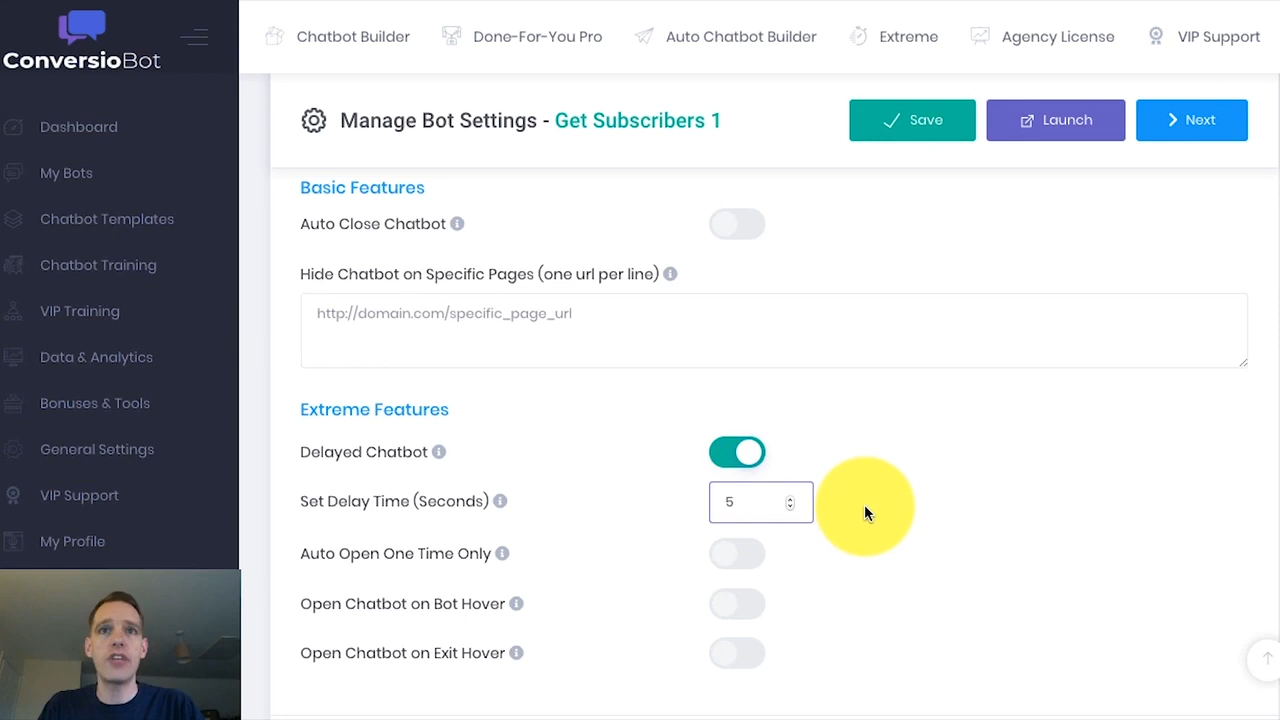 ConversioBot
Chatbot Builder
Done-For-You Pro
Auto Chatbot Builder
Extreme
Agency License
VIP Support
Dashboard
My Bots
Chatbot Templates
Chatbot Training
VIP Training
Data & Analytics
Bonuses & Tools
General Settings
VIP Support
My Profile
Manage Bot Settings - Get Subscribers 1
Save
Launch
Next
Basic Features
Auto Close Chatbot
Hide Chatbot on Specific Pages (one url per line)
http://domain.com/specific_page_url
Extreme Features
Delayed Chatbot
Set Delay Time (Seconds)
5
Auto Open One Time Only
Open Chatbot on Bot Hover
Open Chatbot on Exit Hover